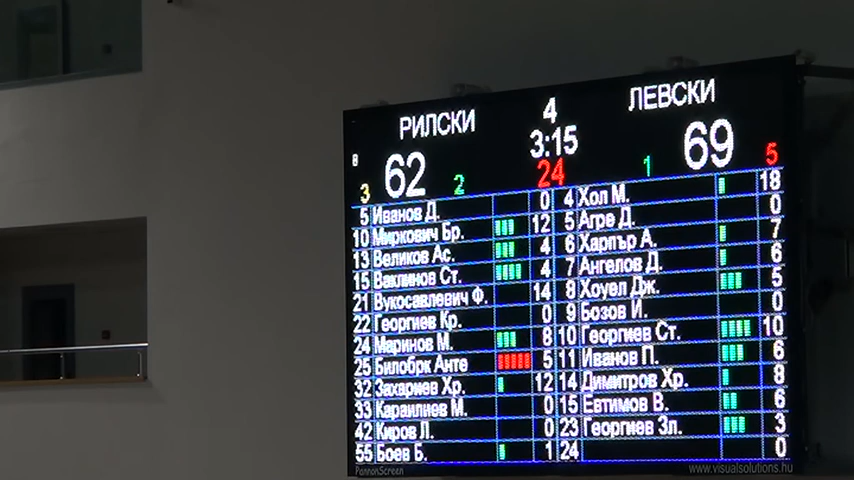 РИЛСКИ 4 ЛЕВСКИ
3:15
62 69
3 2 24 1 5
5 Иванов Д. 0 4 Хол М. 18
10 Миркович Бр. 12 5 Агре Д. 0
13 Великов Ас. 4 6 Харпър А. 7
15 Ваклинов Ст. 4 7 Ангелов Д. 6
21 Вукосавлевич Ф. 14 8 Хоуел Дж. 5
22 Георгиев Кр. 0 9 Бозов И. 0
24 Маринов М. 8 10 Георгиев Ст. 10
25 Билобрк Анте 5 11 Иванов П. 6
32 Захариев Хр. 12 14 Димитров Хр. 8
33 Караилиев М. 0 15 Евтимов В. 6
42 Киров Л. 0 23 Георгиев Зл. 3
55 Боев Б. 1 24 0
PannonScreen www.visualsolutions.hu